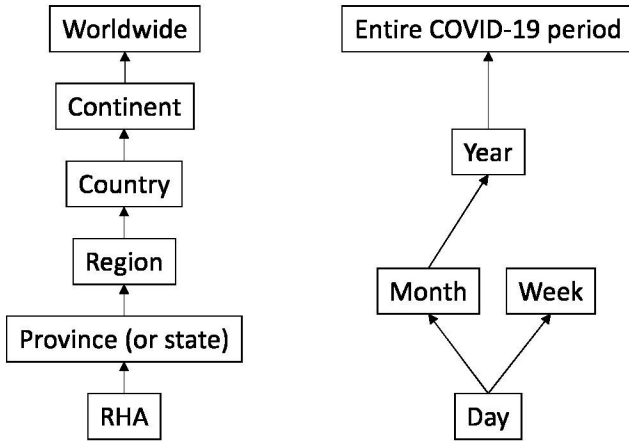 Worldwide
Continent
Country
Region
Province (or state)
RHA
Entire COVID-19 period
Year
Month
Week
Day